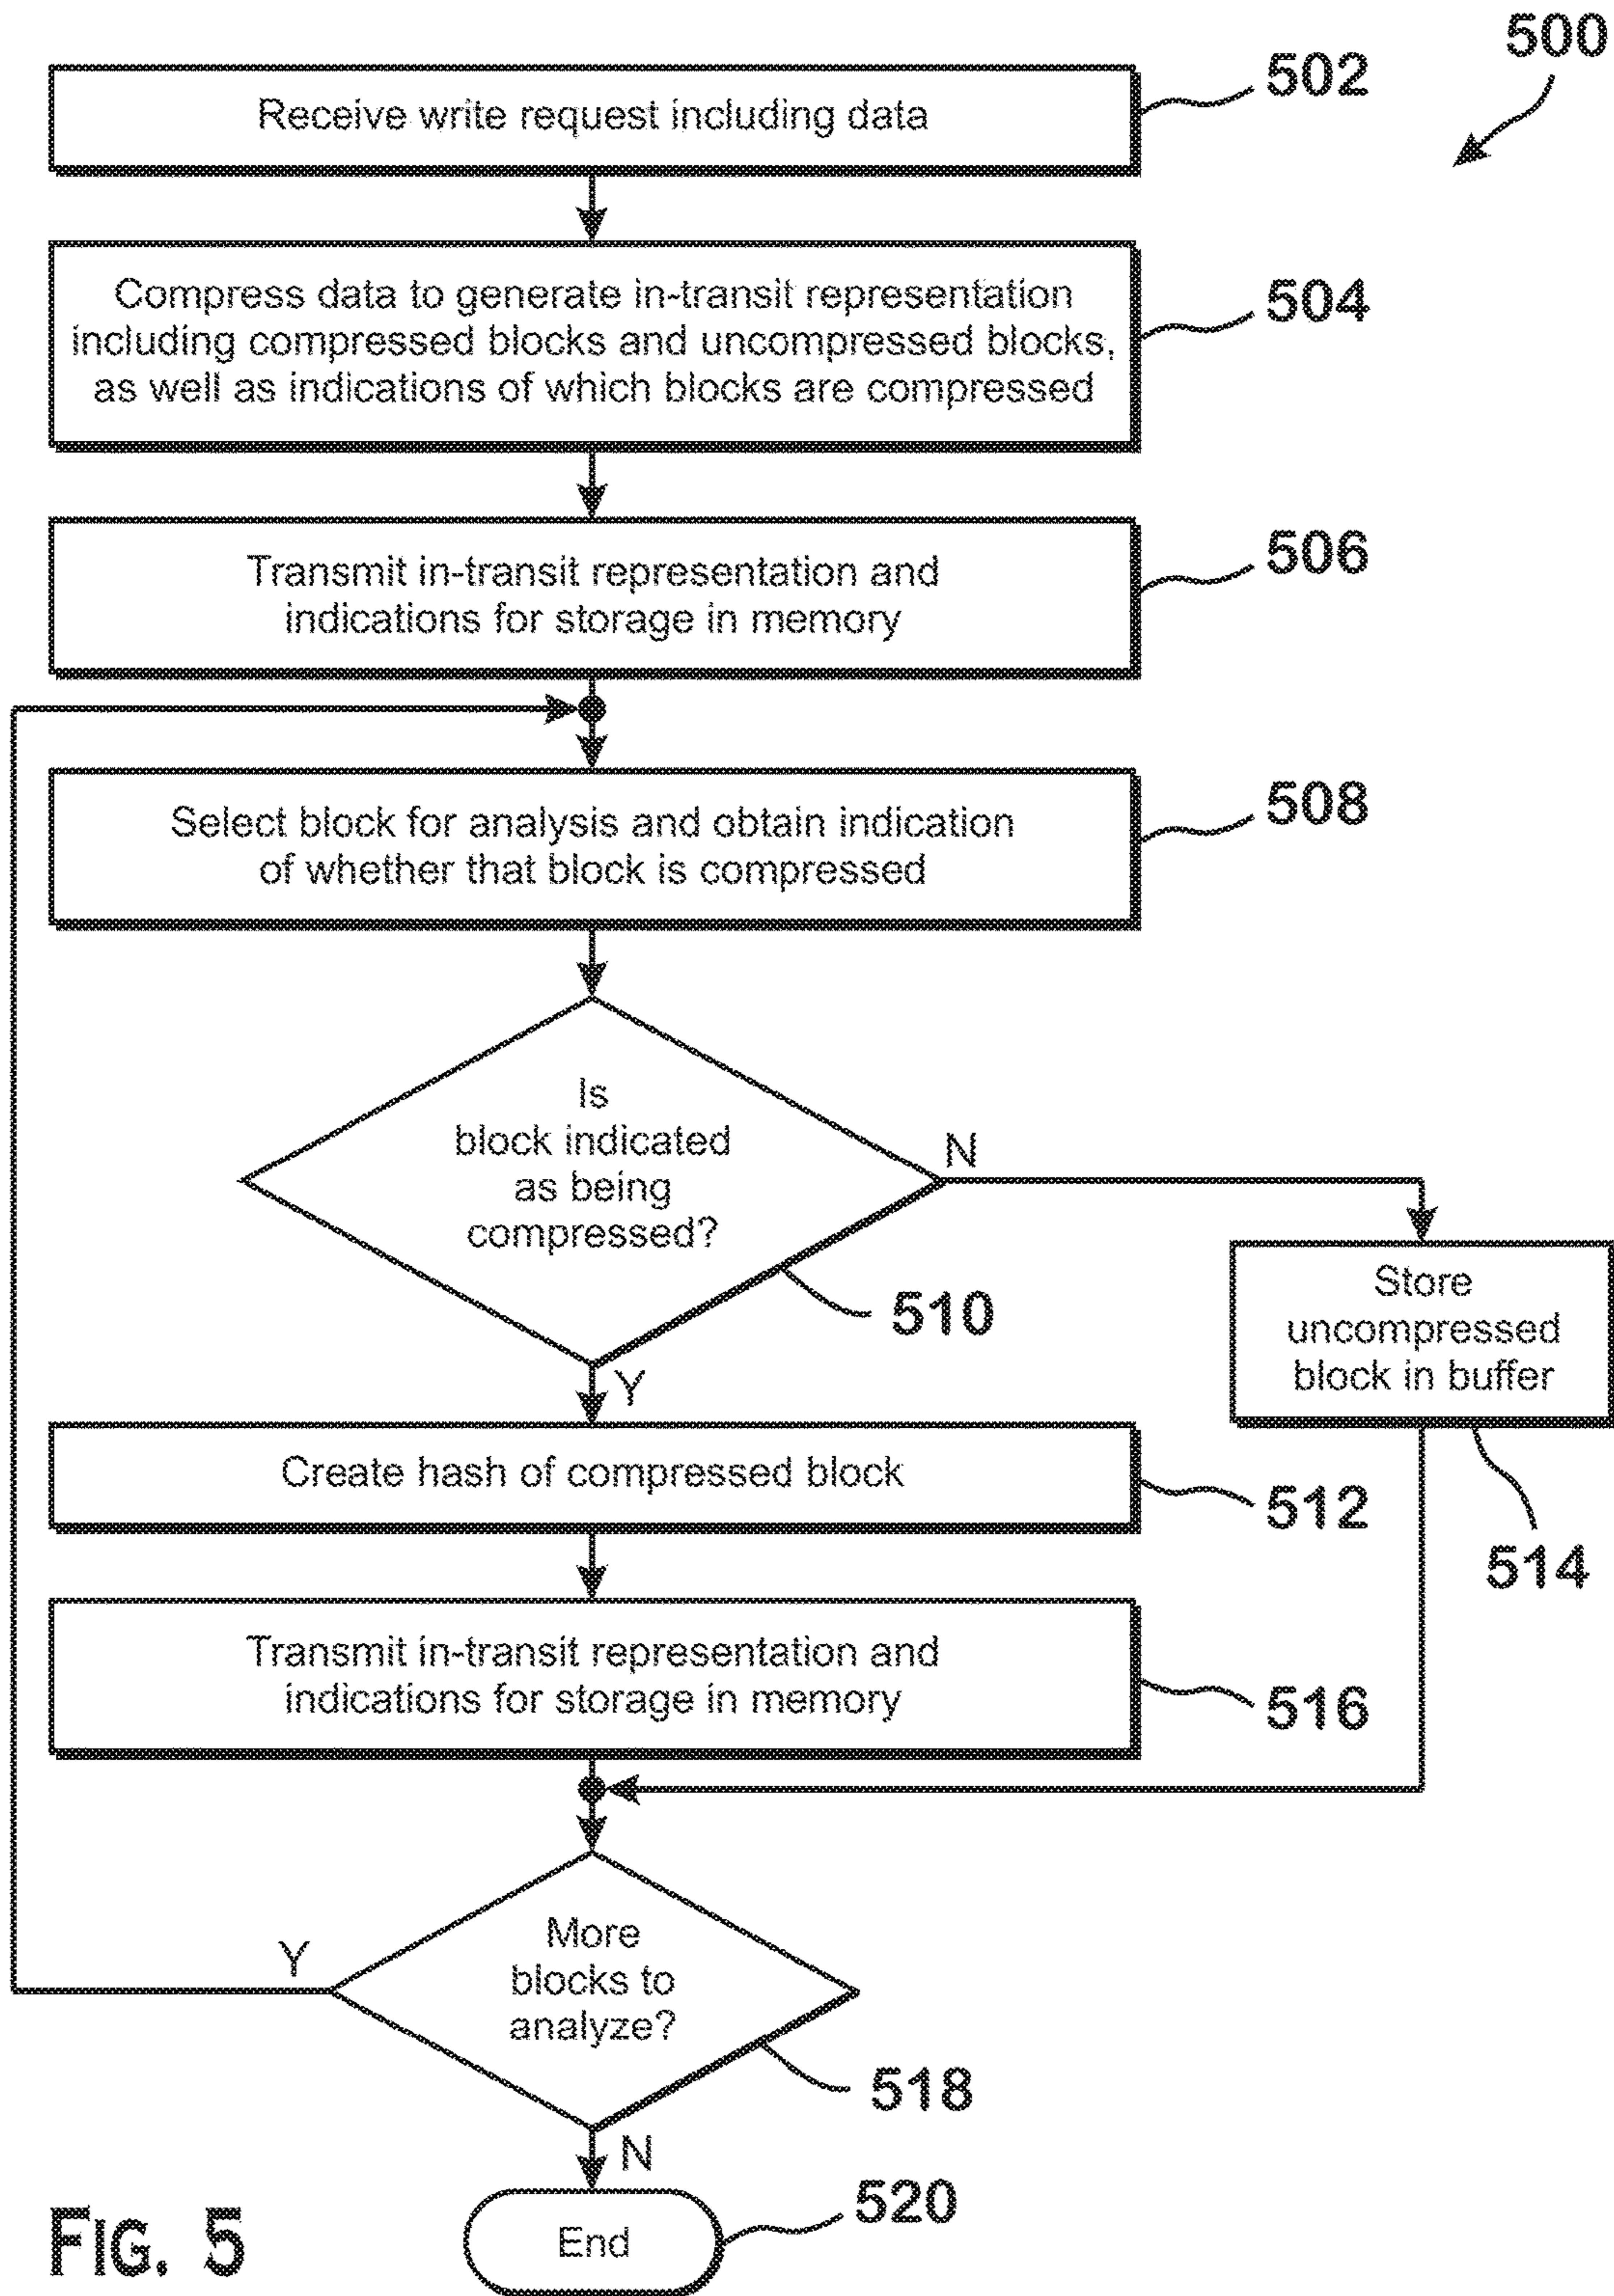 500
Receive write request including data
502
Compress data to generate in-transit representation
including compressed blocks and uncompressed blocks,
as well as indications of which blocks are compressed
504
Transmit in-transit representation and
indications for storage in memory
506
Select block for analysis and obtain indication
of whether that block is compressed
508
Is
block indicated
as being
compressed?
N
510
Y
Store
uncompressed
block in buffer
514
Create hash of compressed block
512
Transmit in-transit representation and
indications for storage in memory
516
More
blocks to
analyze?
Y
518
N
End
520
FIG. 5